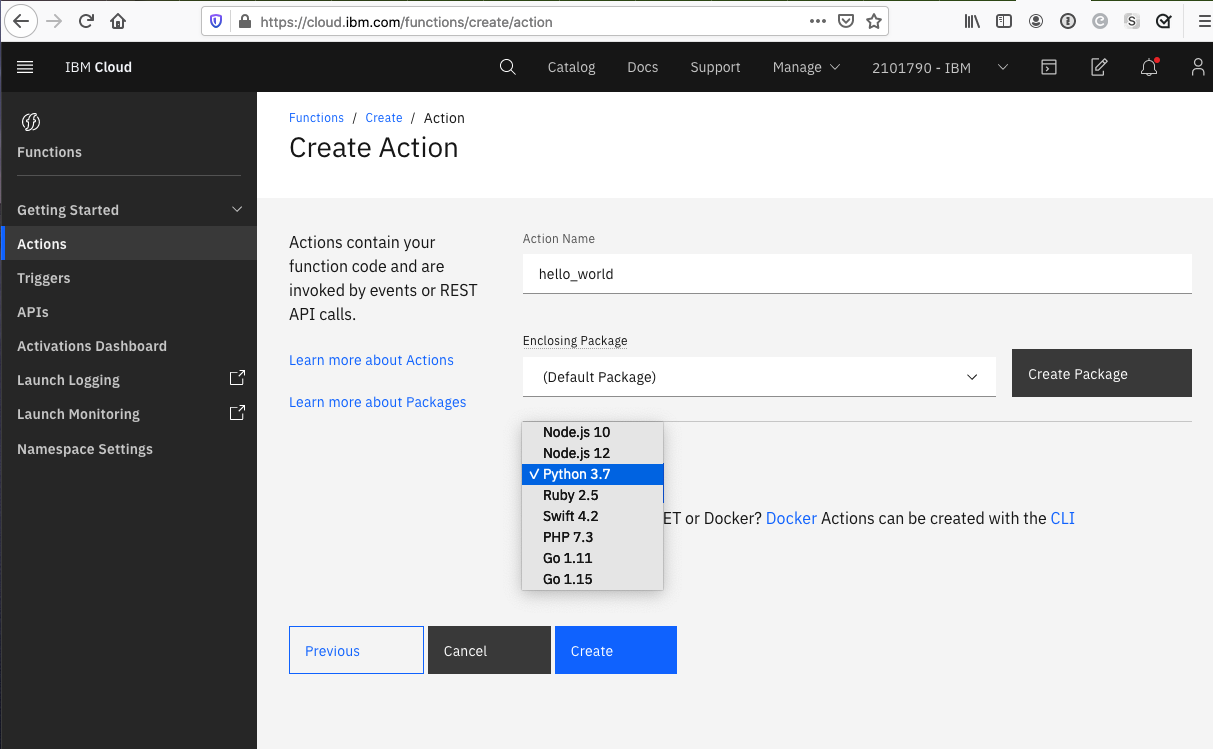 https://cloud.ibm.com/functions/create/action
S
IBM Cloud
Catalog
Docs
Support
Manage
2101790 - IBM
Functions
Getting Started
Actions
Triggers
APIs
Activations Dashboard
Launch Logging
Launch Monitoring
Namespace Settings
Functions / Create / Action
Create Action
Actions contain your
function code and are
invoked by events or REST
API calls.
Learn more about Actions
Learn more about Packages
Action Name
hello_world
Enclosing Package
(Default Package)
Create Package
Node.js 10
Node.js 12
✓ Python 3.7
Ruby 2.5
Swift 4.2
PHP 7.3
Go 1.11
Go 1.15
ET or Docker? Docker Actions can be created with the CLI
Previous
Cancel
Create